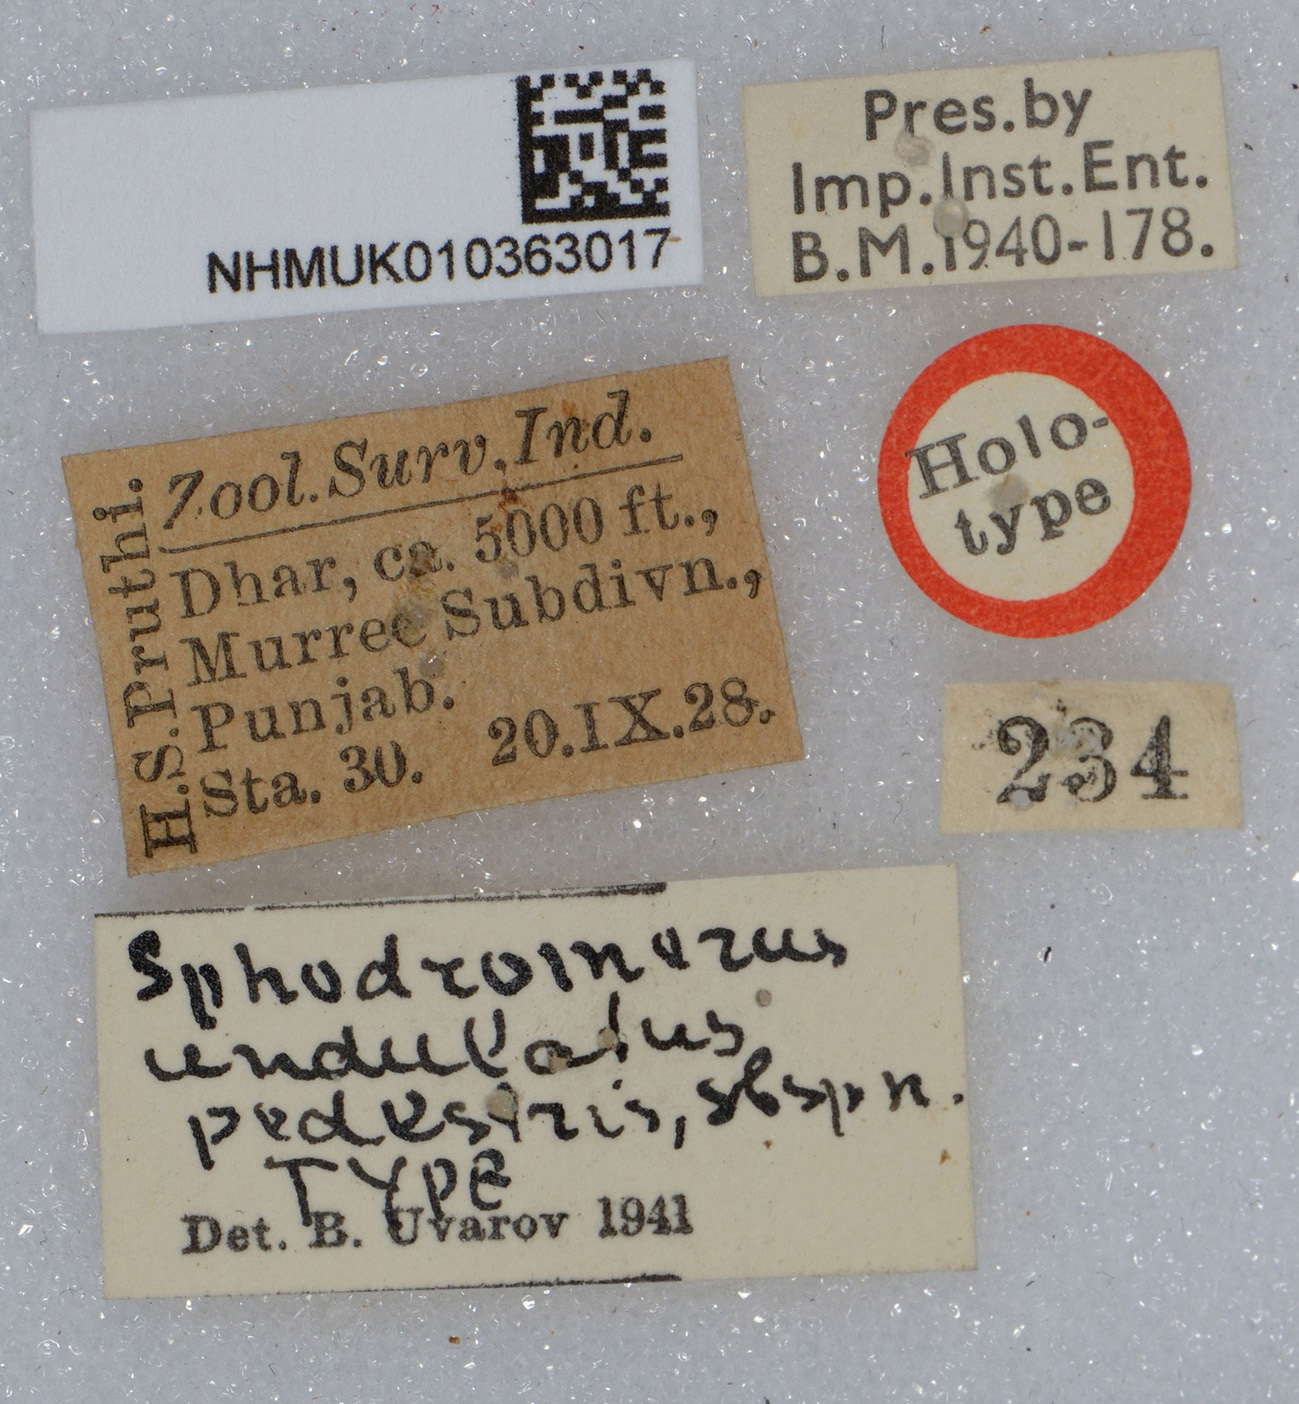 NHMUK010363017
Pres.by
Imp.Inst.Ent.
B.M.1940-178.
H.S.Pruthi.
Zool.Surv.Ind.
Dhar, ca. 5000 ft.,
Murree Subdivn.,
Punjab.
Sta. 30. 20.IX.28.
Holo-
type
234
Sphodromerus
undulatus
pedestris, sbsp n.
TYPE
Det. B. Uvarov 1941